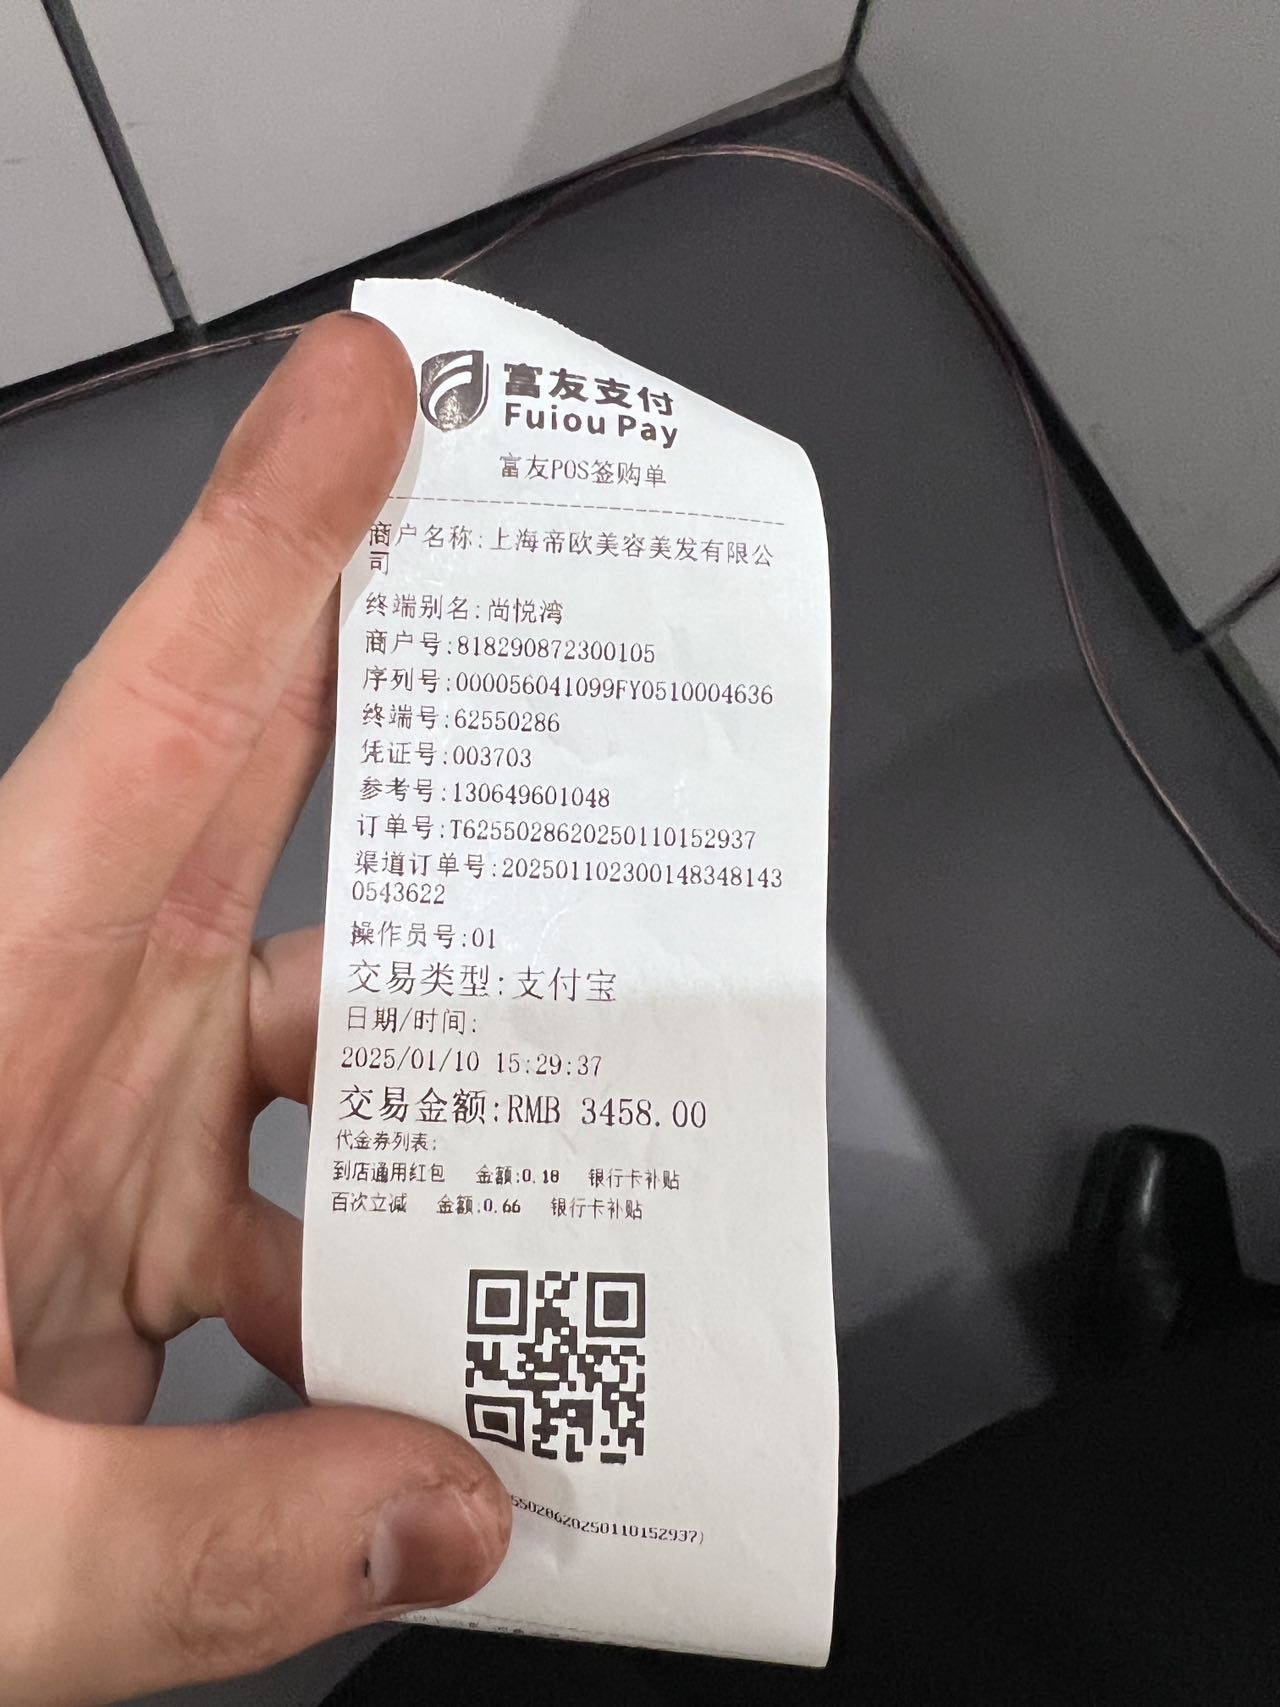 富友支付
Fuiou Pay
富友POS签购单
商户名称:上海帝欧美容美发有限公
司
终端别名:尚悦湾
商户号:818290872300105
序列号:000056041099FY0510004636
终端号:62550286
凭证号:003703
参考号:130649601048
订单号:T6255028620250110152937
渠道订单号:202501102300148348143
0543622
操作员号:01
交易类型:支付宝
日期/时间:
2025/01/10 15:29:37
交易金额:RMB 3458.00
代金券列表:
到店通用红包 金额:0.18 银行卡补贴
百次立减 金额:0.66 银行卡补贴
55028620250110152937)